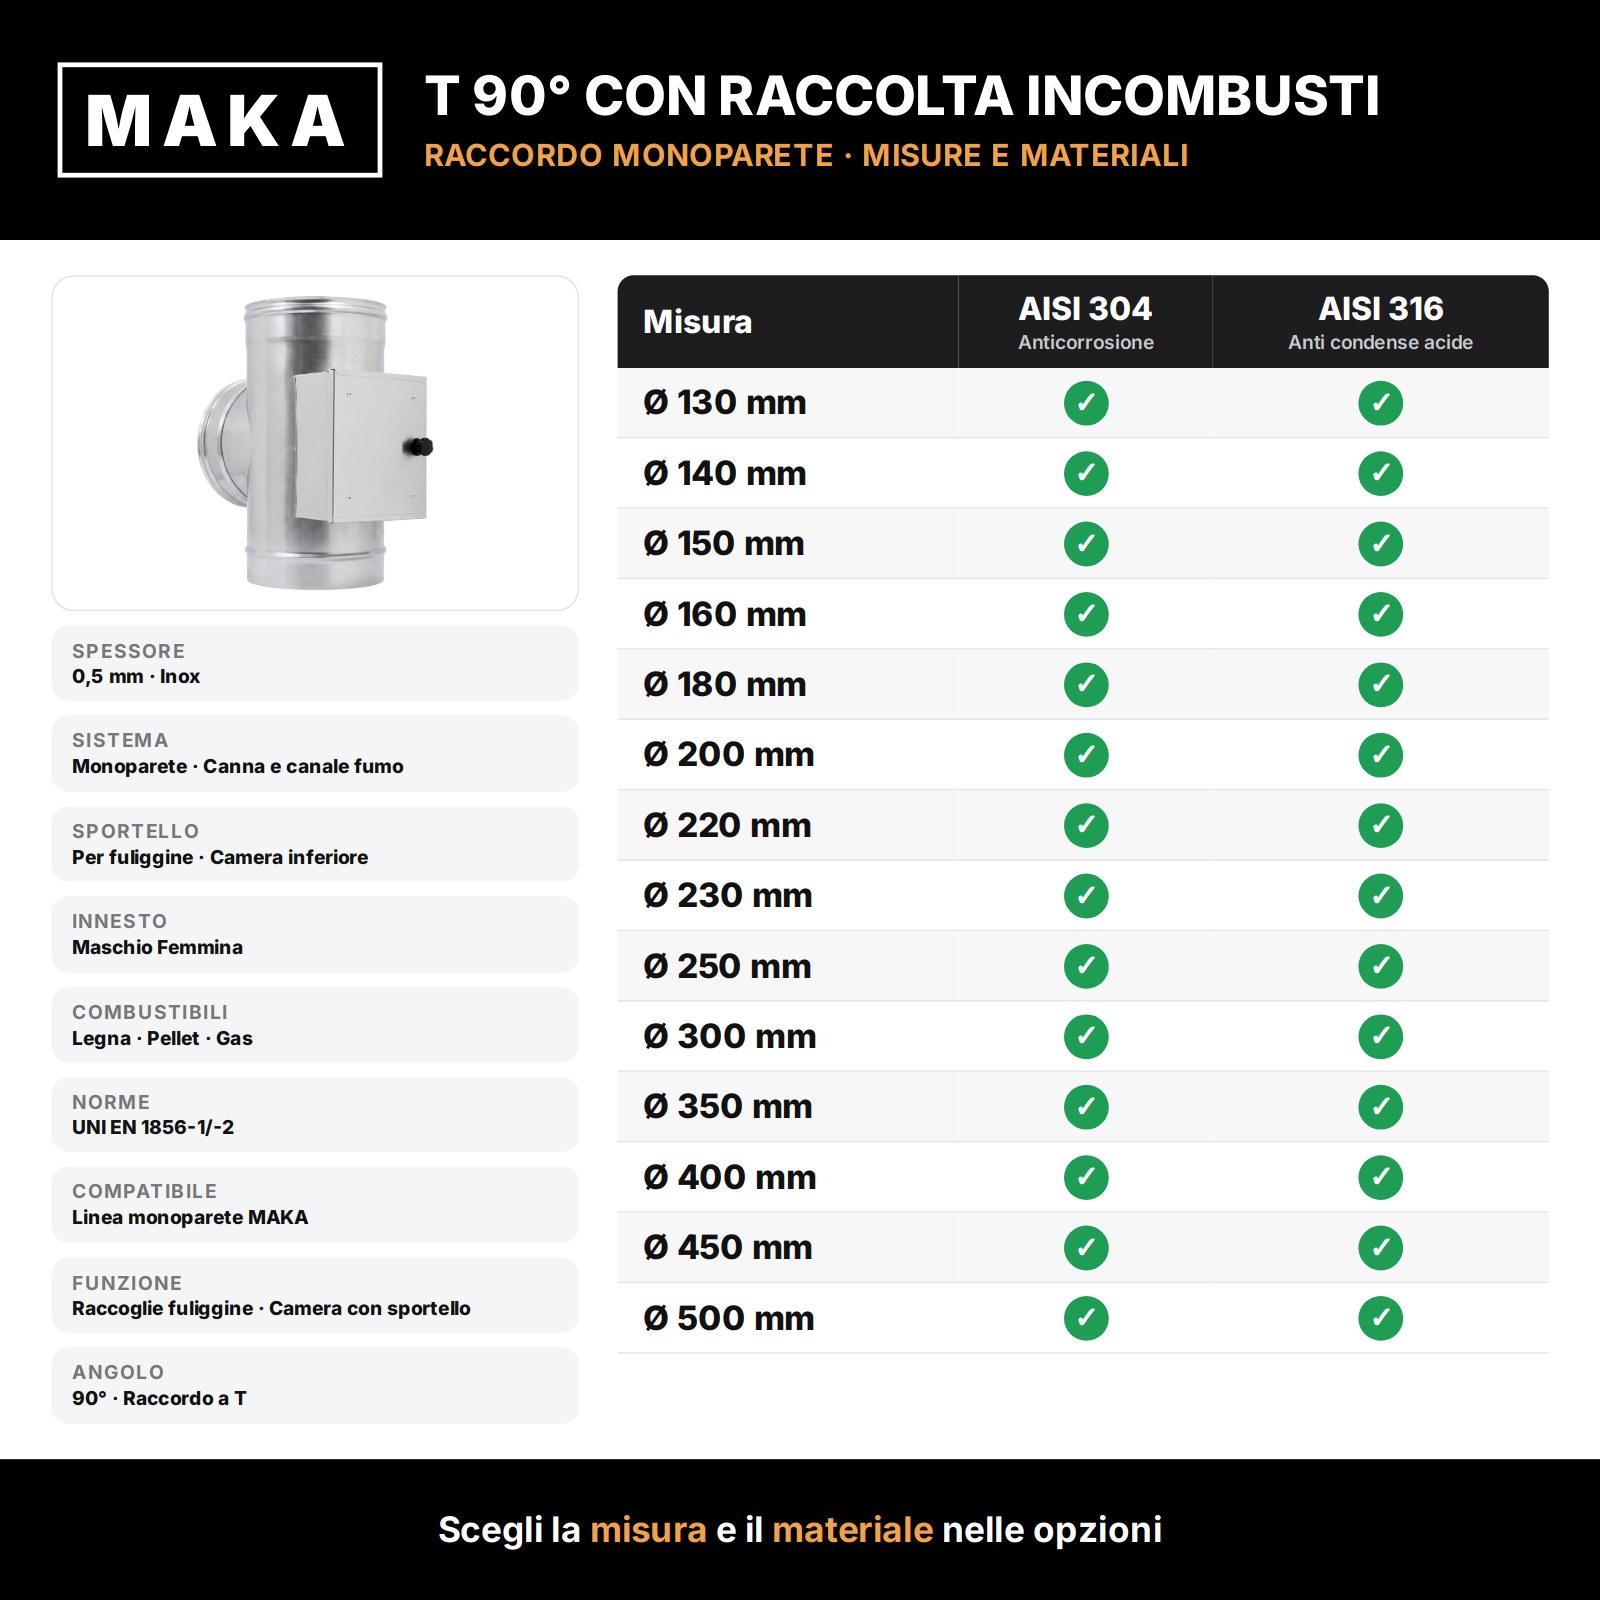 MAKA
T 90° CON RACCOLTA INCOMBUSTI
RACCORDO MONOPARETE · MISURE E MATERIALI
SPESSORE
0,5 mm · Inox
SISTEMA
Monoparete · Canna e canale fumo
SPORTELLO
Per fuliggine · Camera inferiore
INNESTO
Maschio Femmina
COMBUSTIBILI
Legna · Pellet · Gas
NORME
UNI EN 1856-1/-2
COMPATIBILE
Linea monoparete MAKA
FUNZIONE
Raccoglie fuliggine · Camera con sportello
ANGOLO
90° · Raccordo a T
Misura AISI 304 AISI 316
Anticorrosione Anti condense acide
Ø 130 mm ✓ ✓
Ø 140 mm ✓ ✓
Ø 150 mm ✓ ✓
Ø 160 mm ✓ ✓
Ø 180 mm ✓ ✓
Ø 200 mm ✓ ✓
Ø 220 mm ✓ ✓
Ø 230 mm ✓ ✓
Ø 250 mm ✓ ✓
Ø 300 mm ✓ ✓
Ø 350 mm ✓ ✓
Ø 400 mm ✓ ✓
Ø 450 mm ✓ ✓
Ø 500 mm ✓ ✓
Scegli la misura e il materiale nelle opzioni